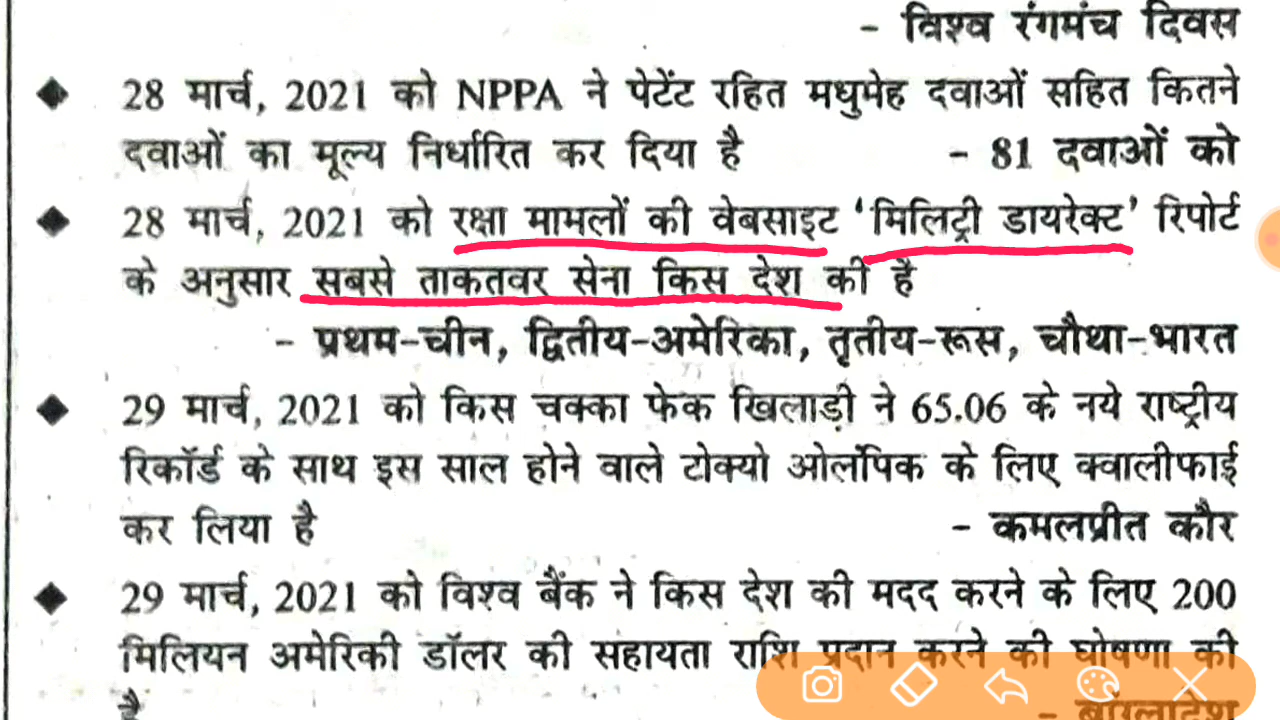 - विश्व रंगमंच दिवस
◆ 28 मार्च, 2021 को NPPA ने पेटेंट रहित मधुमेह दवाओं सहित कितने
दवाओं का मूल्य निर्धारित कर दिया है - 81 दवाओं को
◆ 28 मार्च, 2021 को रक्षा मामलों की वेबसाइट ‘मिलिट्री डायरेक्ट’ रिपोर्ट
के अनुसार सबसे ताकतवर सेना किस देश की है
- प्रथम-चीन, द्वितीय-अमेरिका, तृतीय-रूस, चौथा-भारत
◆ 29 मार्च, 2021 को किस चक्का फेक खिलाड़ी ने 65.06 के नये राष्ट्रीय
रिकॉर्ड के साथ इस साल होने वाले टोक्यो ओलंपिक के लिए क्वालीफाई
कर लिया है - कमलप्रीत कौर
◆ 29 मार्च, 2021 को विश्व बैंक ने किस देश की मदद करने के लिए 200
मिलियन अमेरिकी डॉलर की सहायता राशि प्रदान करने की घोषणा की
है - बांग्लादेश